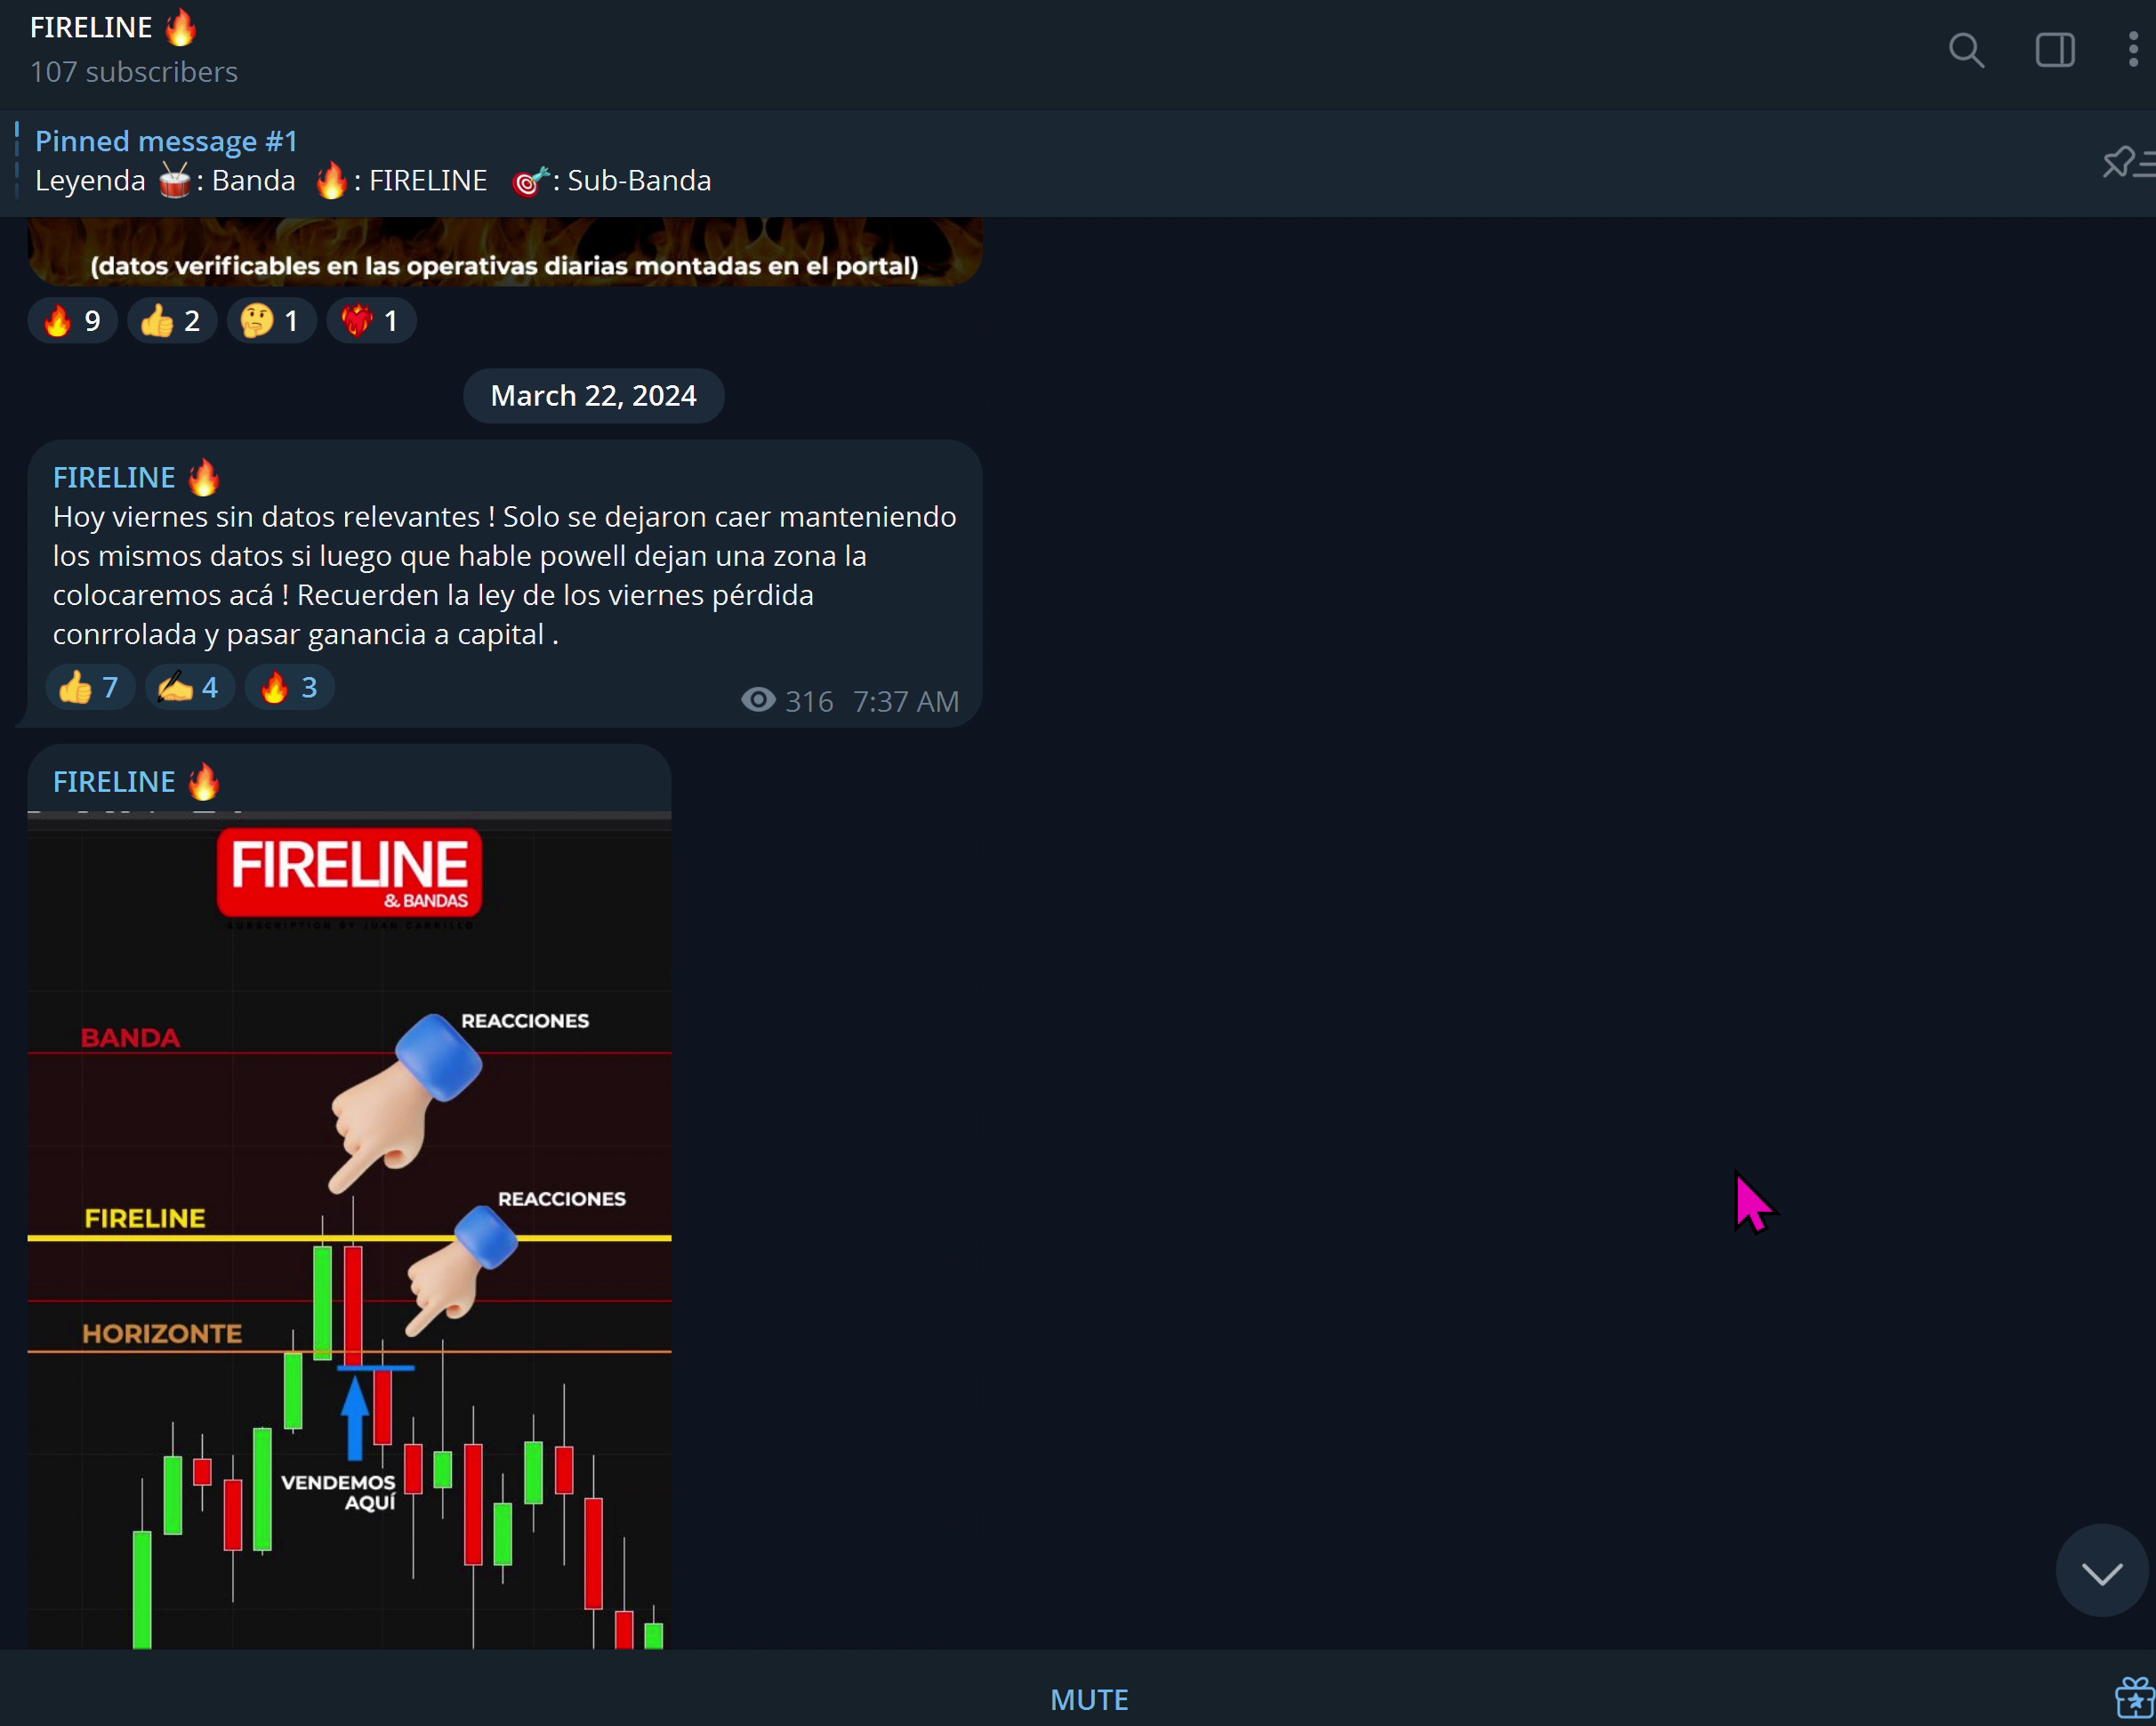 FIRELINE 🔥
107 subscribers
Pinned message #1
Leyenda 🥁: Banda 🔥: FIRELINE 🎯: Sub-Banda
(datos verificables en las operativas diarias montadas en el portal)
🔥 9 👍 2 🤔 1 ❤️‍🔥 1
March 22, 2024
FIRELINE 🔥
Hoy viernes sin datos relevantes ! Solo se dejaron caer manteniendo
los mismos datos si luego que hable powell dejan una zona la
colocaremos acá ! Recuerden la ley de los viernes pérdida
conrrolada y pasar ganancia a capital .
👍 7 ✍️ 4 🔥 3
316 7:37 AM
FIRELINE 🔥
FIRELINE
& BANDAS
SUBSCRIPTION BY JUAN CARRILLO
REACCIONES
BANDA
REACCIONES
FIRELINE
HORIZONTE
VENDEMOS
AQUÍ
MUTE